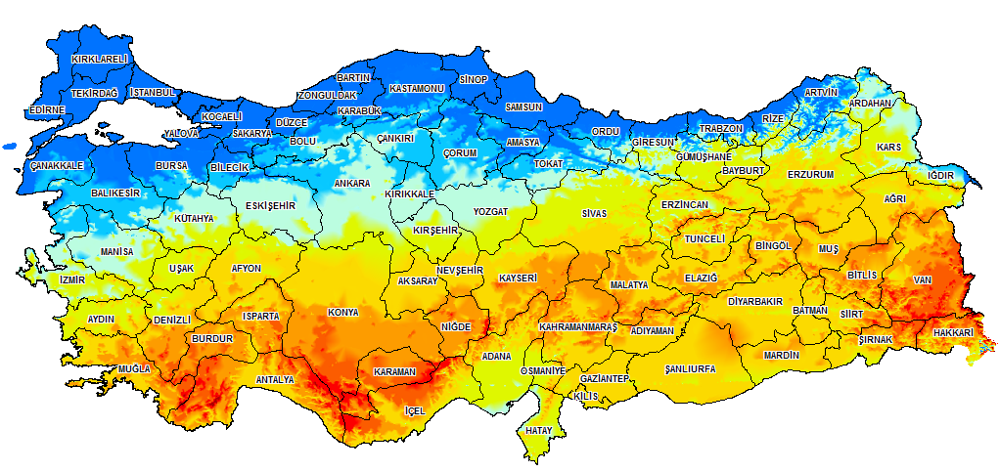 KIRKLARELİ
TEKİRDAĞ
İSTANBUL
EDİRNE
KOCAELİ
YALOVA
SAKARYA
DÜZCE
BOLU
ZONGULDAK
BARTIN
KARABÜK
KASTAMONU
SİNOP
SAMSUN
ORDU
GİRESUN
TRABZON
RİZE
ARTVİN
ARDAHAN
KARS
IĞDIR
AĞRI
ERZURUM
BAYBURT
GÜMÜŞHANE
ERZİNCAN
SİVAS
TOKAT
AMASYA
ÇORUM
ÇANKIRI
ANKARA
KIRIKKALE
YOZGAT
KIRŞEHİR
ESKİŞEHİR
BİLECİK
BURSA
ÇANAKKALE
BALIKESİR
KÜTAHYA
MANİSA
İZMİR
UŞAK
AFYON
AYDIN
DENİZLİ
ISPARTA
BURDUR
MUĞLA
ANTALYA
KONYA
AKSARAY
NEVŞEHİR
NİĞDE
KAYSERİ
KARAMAN
İÇEL
ADANA
OSMANİYE
HATAY
KİLİS
GAZİANTEP
KAHRAMANMARAŞ
MALATYA
ADIYAMAN
ŞANLIURFA
ELAZIĞ
TUNCELİ
BİNGÖL
MUŞ
BİTLİS
VAN
DİYARBAKIR
BATMAN
SİİRT
MARDİN
ŞIRNAK
HAKKARİ